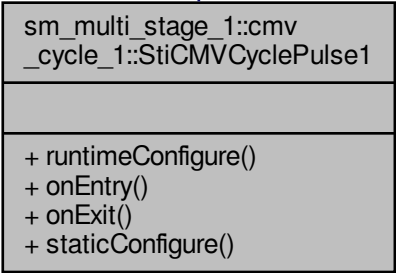 sm_multi_stage_1::cmv
_cycle_1::StiCMVCyclePulse1
+ runtimeConfigure()
+ onEntry()
+ onExit()
+ staticConfigure()